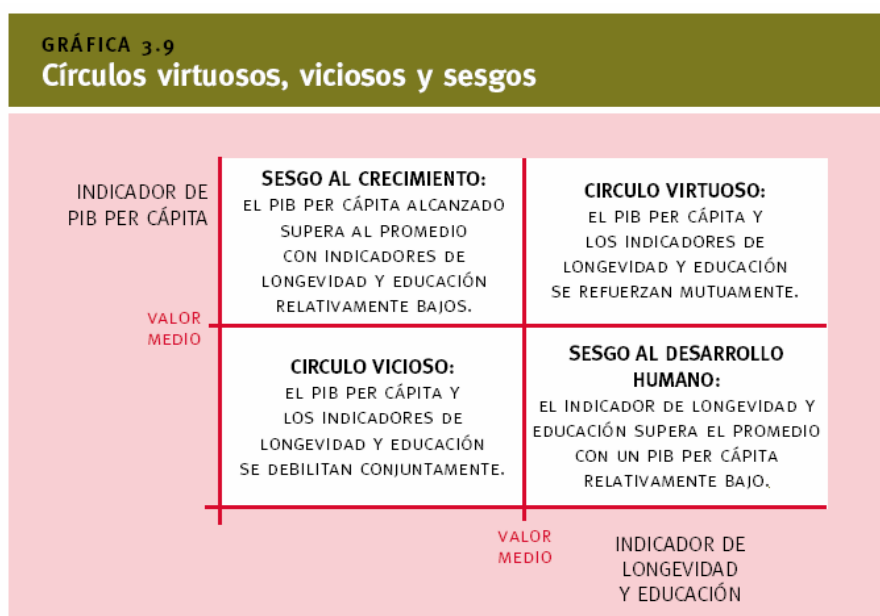 GRÁFICA 3.9
Círculos virtuosos, viciosos y sesgos
INDICADOR DE
PIB PER CÁPITA
SESGO AL CRECIMIENTO:
EL PIB PER CÁPITA ALCANZADO
SUPERA AL PROMEDIO
CON INDICADORES DE
LONGEVIDAD Y EDUCACIÓN
RELATIVAMENTE BAJOS.
CIRCULO VIRTUOSO:
EL PIB PER CÁPITA Y
LOS INDICADORES DE
LONGEVIDAD Y EDUCACIÓN
SE REFUERZAN MUTUAMENTE.
VALOR
MEDIO
CIRCULO VICIOSO:
EL PIB PER CÁPITA Y
LOS INDICADORES DE
LONGEVIDAD Y EDUCACIÓN
SE DEBILITAN CONJUNTAMENTE.
SESGO AL DESARROLLO
HUMANO:
EL INDICADOR DE LONGEVIDAD Y
EDUCACIÓN SUPERA EL PROMEDIO
CON UN PIB PER CÁPITA
RELATIVAMENTE BAJO.
VALOR
MEDIO
INDICADOR DE
LONGEVIDAD
Y EDUCACIÓN